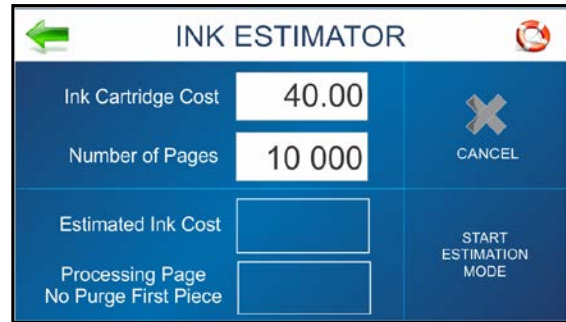 INK ESTIMATOR
Ink Cartridge Cost 40.00
Number of Pages 10 000
CANCEL
Estimated Ink Cost
Processing Page
No Purge First Piece
START
ESTIMATION
MODE